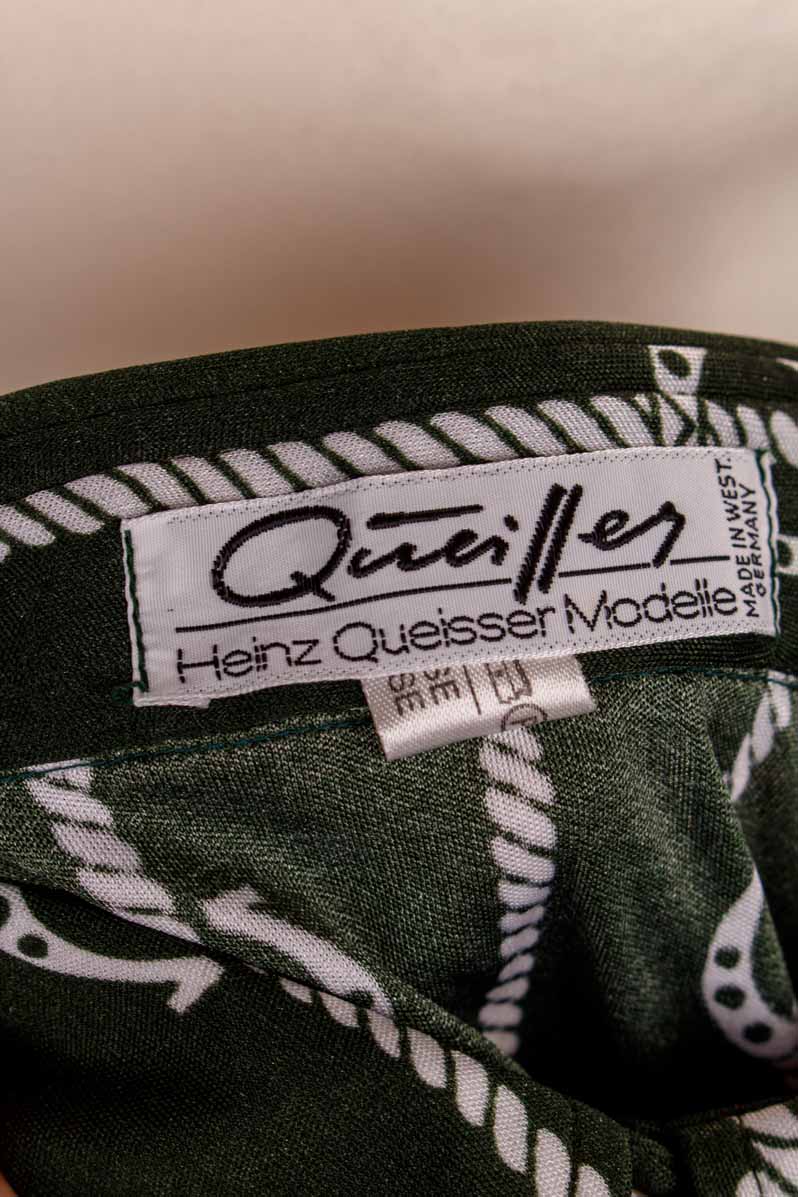 Queisser
Heinz Queisser Modelle
MADE IN WEST.
GERMANY